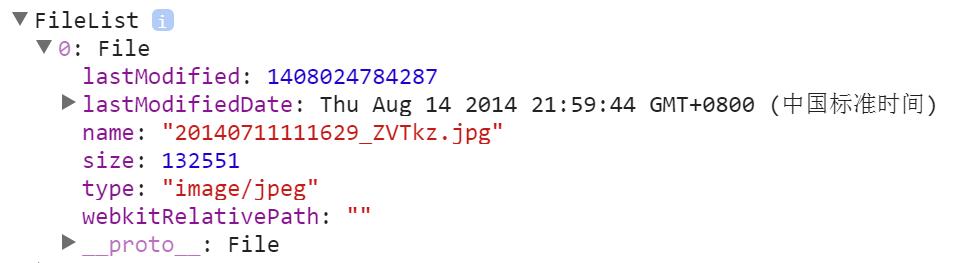 ▼ FileList i
▼ 0: File
lastModified: 1408024784287
▶ lastModifiedDate: Thu Aug 14 2014 21:59:44 GMT+0800 (中国标准时间)
name: "20140711111629_ZVTkz.jpg"
size: 132551
type: "image/jpeg"
webkitRelativePath: ""
▶ __proto__: File